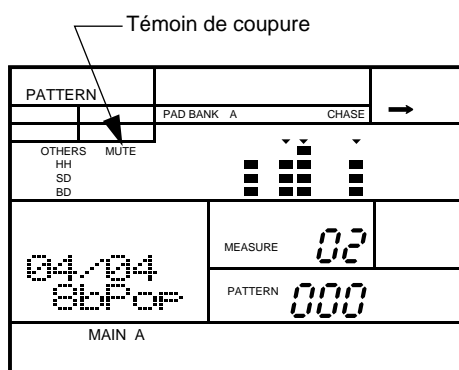 Témoin de coupure
PATTERN
PAD BANK A CHASE
OTHERS MUTE
HH
SD
BD
04/04
8bPop
MEASURE 02
PATTERN 000
MAIN A